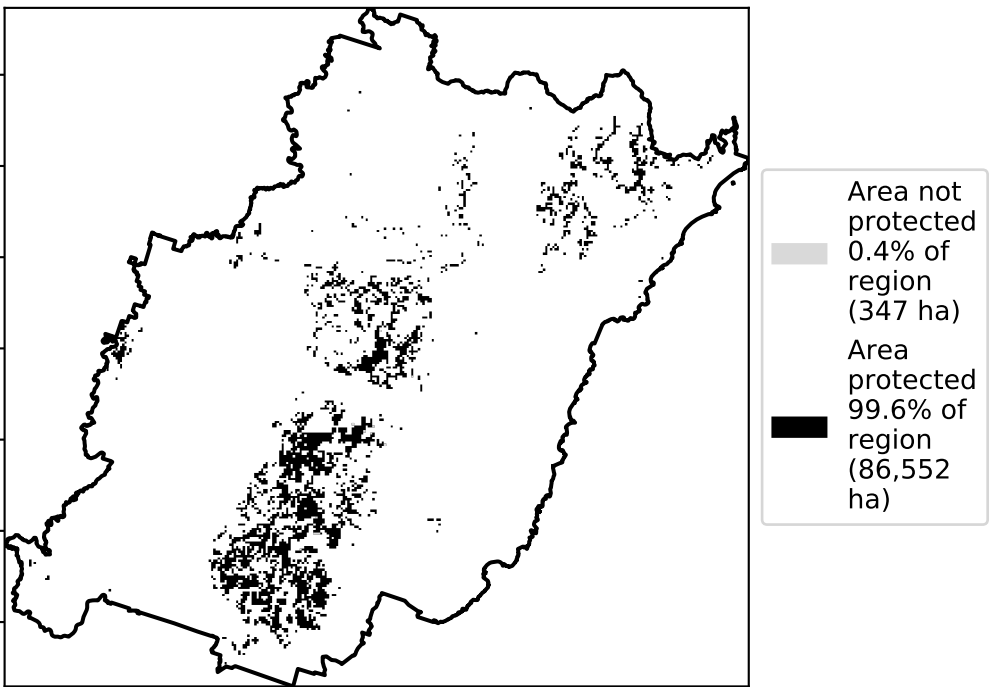 Area not
protected
0.4% of
region
(347 ha)
Area
protected
99.6% of
region
(86,552
ha)